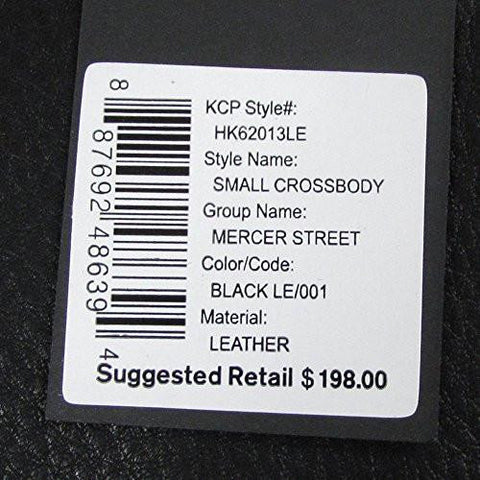 8 87692 48639 4
KCP Style#:
HK62013LE
Style Name:
SMALL CROSSBODY
Group Name:
MERCER STREET
Color/Code:
BLACK LE/001
Material:
LEATHER
Suggested Retail $198.00